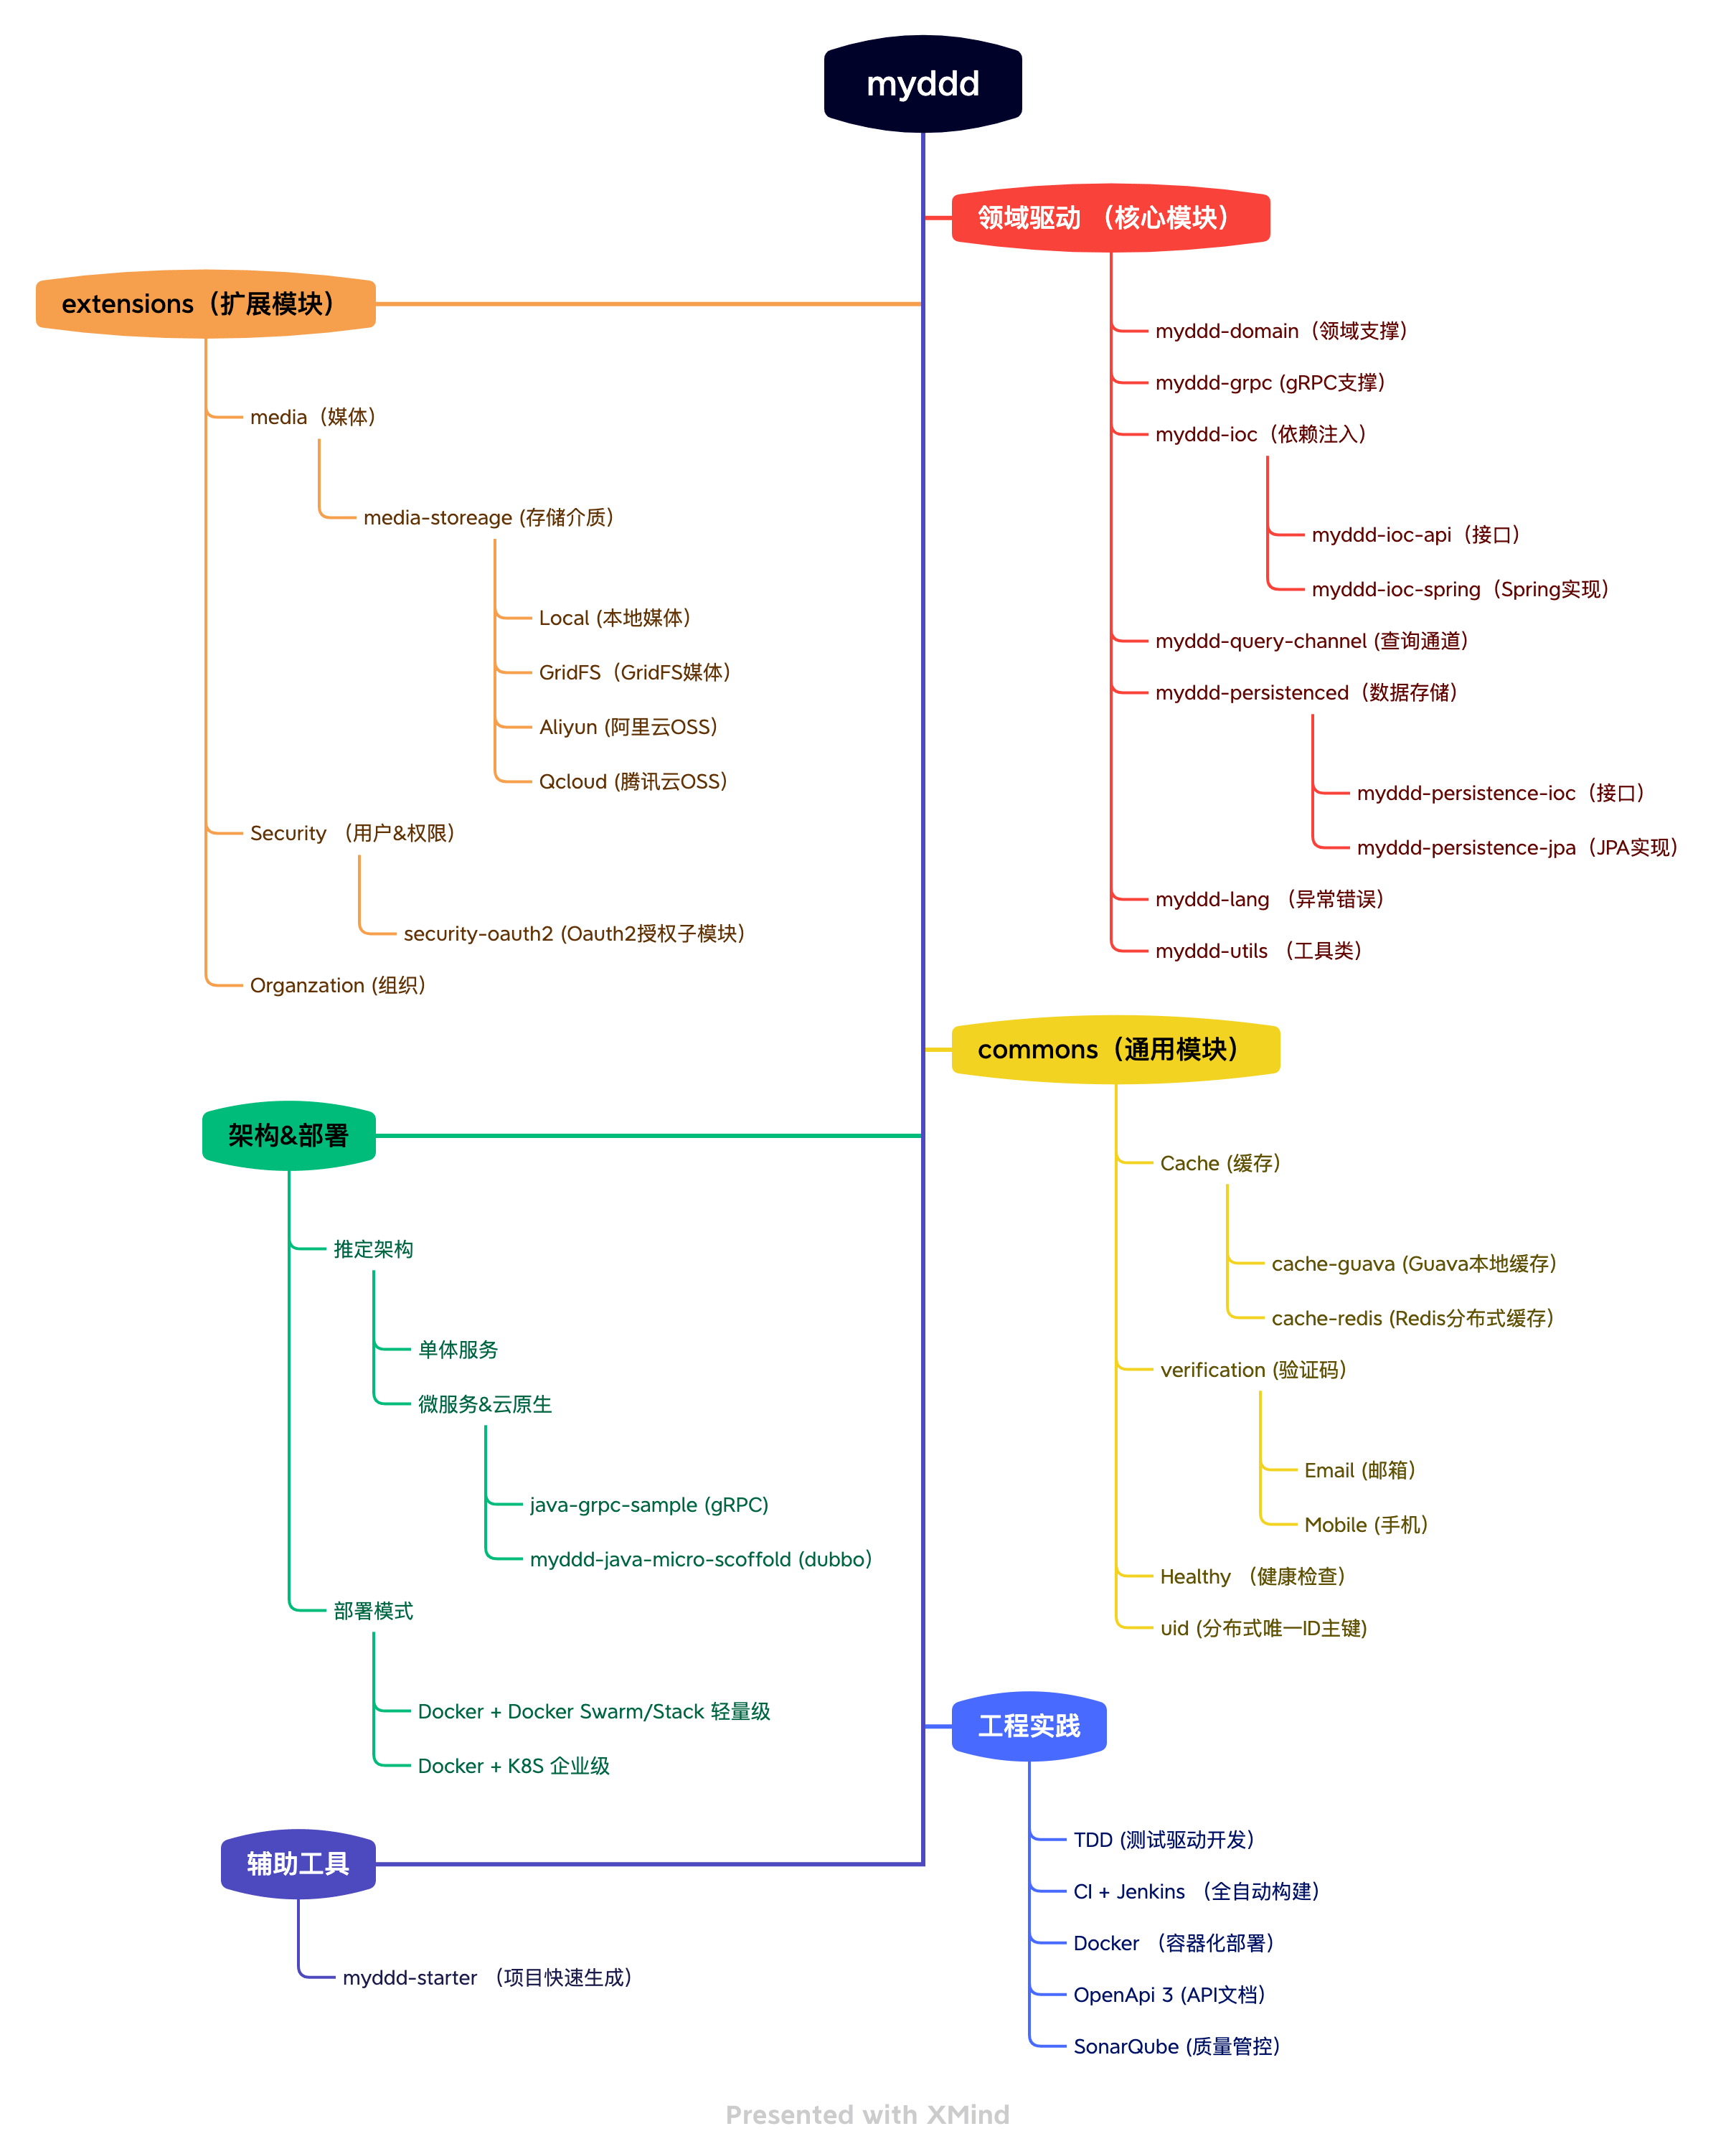 myddd
领域驱动 （核心模块）
myddd-domain（领域支撑）
myddd-grpc (gRPC支撑）
myddd-ioc（依赖注入）
myddd-ioc-api（接口）
myddd-ioc-spring（Spring实现）
myddd-query-channel (查询通道）
myddd-persistenced（数据存储）
myddd-persistence-ioc（接口）
myddd-persistence-jpa（JPA实现）
myddd-lang （异常错误）
myddd-utils （工具类）
commons（通用模块）
Cache (缓存）
cache-guava (Guava本地缓存）
cache-redis (Redis分布式缓存）
verification (验证码）
Email (邮箱）
Mobile (手机）
Healthy （健康检查）
uid (分布式唯一ID主键)
工程实践
TDD (测试驱动开发）
CI + Jenkins （全自动构建）
Docker （容器化部署）
OpenApi 3 (API文档）
SonarQube (质量管控）
extensions（扩展模块）
media（媒体）
media-storeage (存储介质）
Local (本地媒体）
GridFS（GridFS媒体）
Aliyun (阿里云OSS）
Qcloud (腾讯云OSS）
Security （用户&权限）
security-oauth2 (Oauth2授权子模块）
Organzation (组织）
架构&部署
推定架构
单体服务
微服务&云原生
java-grpc-sample (gRPC)
myddd-java-micro-scoffold (dubbo）
部署模式
Docker + Docker Swarm/Stack 轻量级
Docker + K8S 企业级
辅助工具
myddd-starter （项目快速生成）
Presented with XMind